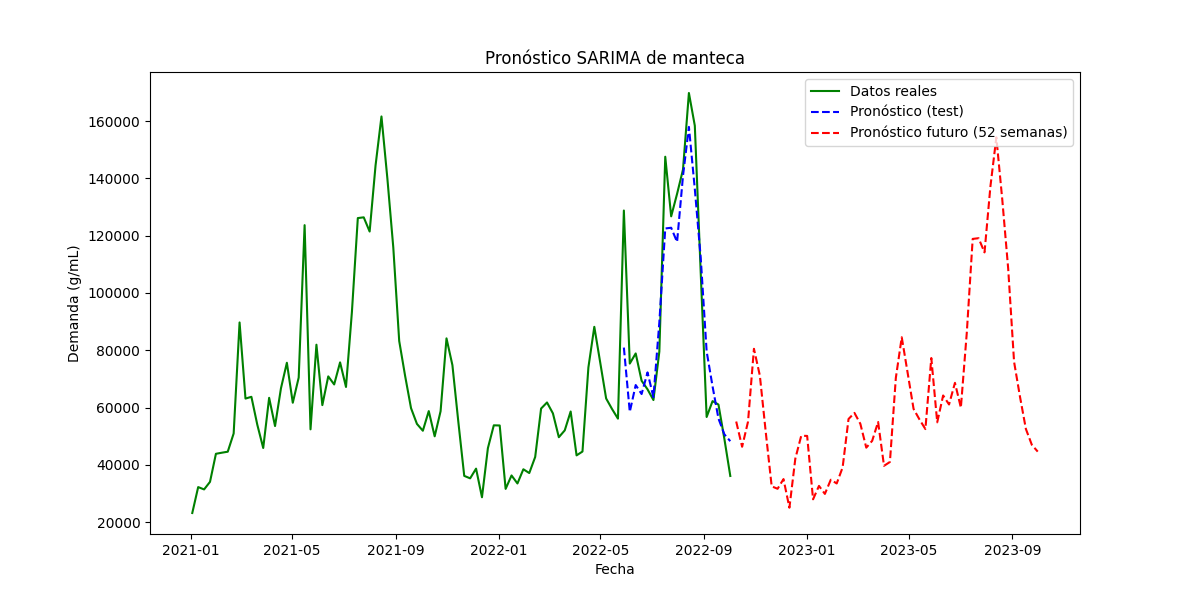 Pronóstico SARIMA de manteca
Datos reales
Pronóstico (test)
Pronóstico futuro (52 semanas)
Demanda (g/mL)
160000
140000
120000
100000
80000
60000
40000
20000
2021-01 2021-05 2021-09 2022-01 2022-05 2022-09 2023-01 2023-05 2023-09
Fecha